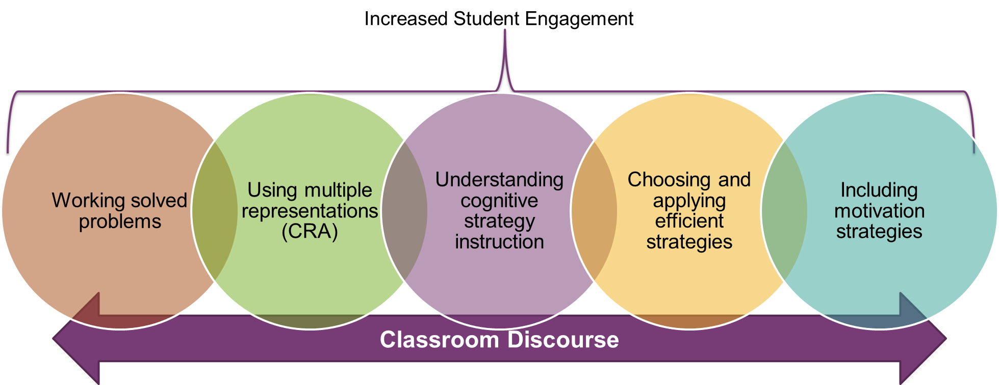 Increased Student Engagement
Working solved
problems
Using multiple
representations
(CRA)
Understanding
cognitive
strategy
instruction
Choosing and
applying
efficient
strategies
Including
motivation
strategies
Classroom Discourse